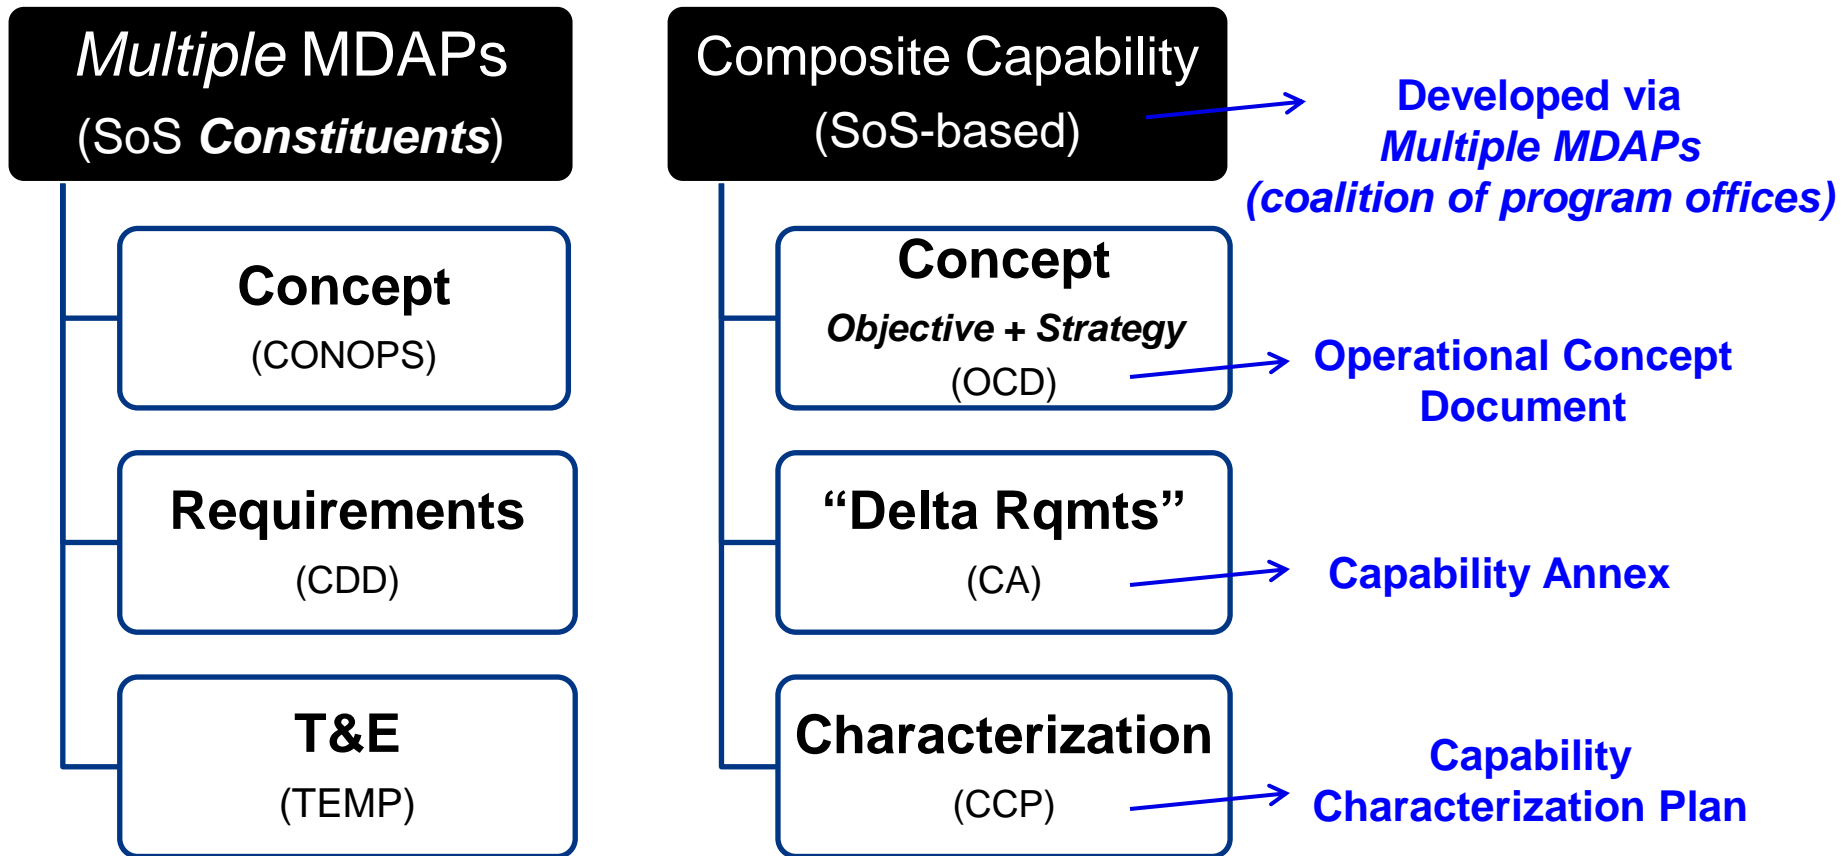 Multiple MDAPs
(SoS Constituents)
Concept
(CONOPS)
Requirements
(CDD)
T&E
(TEMP)
Composite Capability
(SoS-based)
Concept
Objective + Strategy
(OCD)
“Delta Rqmts”
(CA)
Characterization
(CCP)
Developed via
Multiple MDAPs
(coalition of program offices)
Operational Concept
Document
Capability Annex
Capability
Characterization Plan